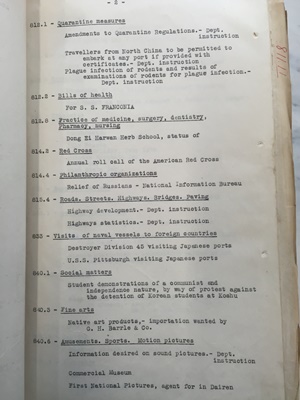 - 2 -
812.1 - Quarantine measures
Amendments to Quarantine Regulations.- Dept.
instruction
Travellers from North China to be permitted to
embark at any port if provided with
certificates.- Dept. instruction
Plague infection of rodents and results of
examinations of rodents for plague infection.-
Dept. instruction
812.2 - Bills of health
For S. S. FRANCONIA
813.8 - Practice of medicine, surgery, dentistry,
Pharmacy, nursing
Herb School, status of
814.2 - Red Cross
Annual roll call of the American Red Cross
814.4 - Philanthropic organizations
Relief of Russians - National Information Bureau
815.4 - Roads. Streets. Highways. Bridges. Paving
Highway development.- Dept. instruction
Highways statistics.- Dept. instruction
833 - Visits of naval vessels to foreign countries
Destroyer Division 45 visiting Japanese ports
U.S.S. Pittsburgh visiting Japanese ports
840.1 - Social matters
Student demonstrations of a communist and
independence nature, by way of protest against
the detention of Korean students at
840.3 - Fine arts
Native art products,- importation wanted by
& Co.
840.6 - Amusements. Sports. Motion pictures
Information desired on sound pictures.- Dept.
instruction
Commercial Museum
First National Pictures, agent for in Dairen